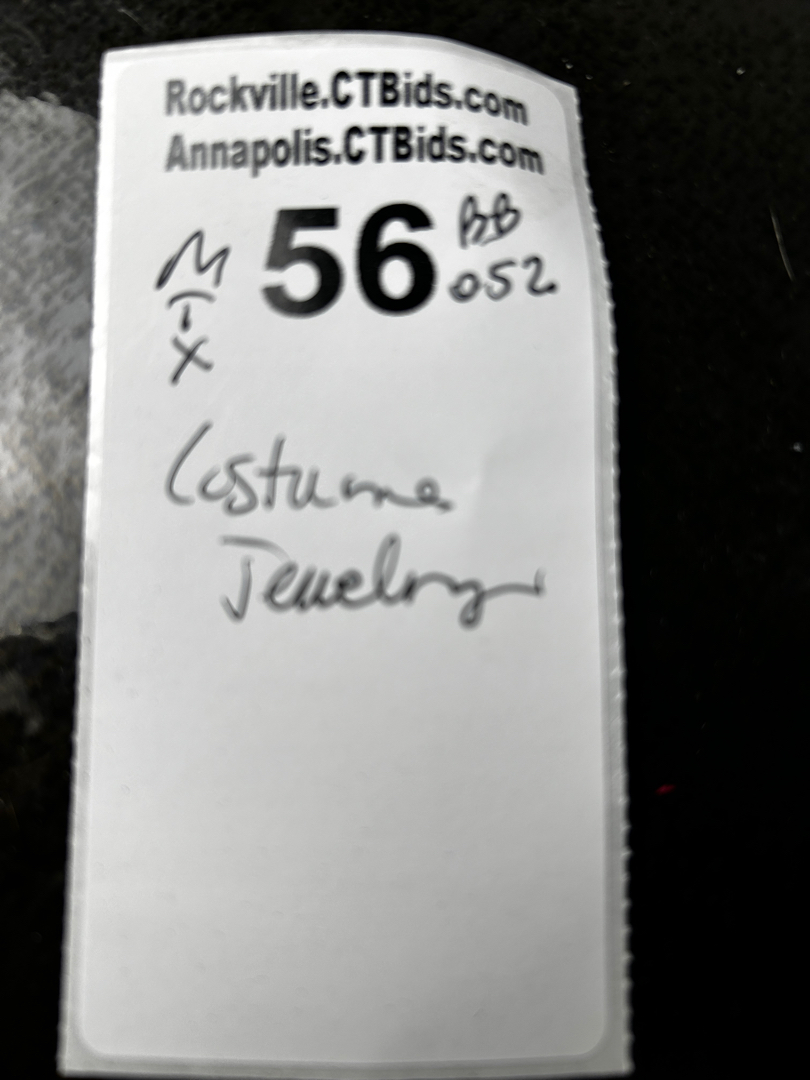 Rockville.CTBids.com
Annapolis.CTBids.com
56
BB
052
Costume
Jewelry